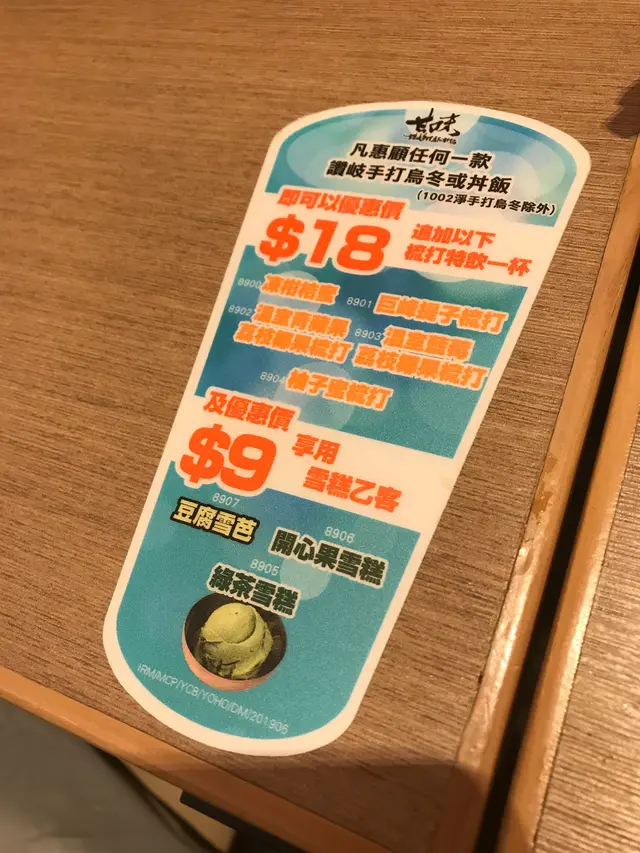 凡惠顧任何一款
讚岐手打烏冬或丼飯
(1002淨手打烏冬除外)
即可以優惠價
$18
追加以下
梳打特飲一杯
8900 凍柑桔蜜
8901 巨峰提子梳打
8902 溫室青蘋果
荔枝椰果梳打
8903 溫室藍莓
荔枝椰果梳打
8904 柚子蜜梳打
及優惠價
$9
享用
雪糕乙客
8907
豆腐雪芭
8906
開心果雪糕
8905
綠茶雪糕
IRM/MCP/YCB/YOHO/DM/201906